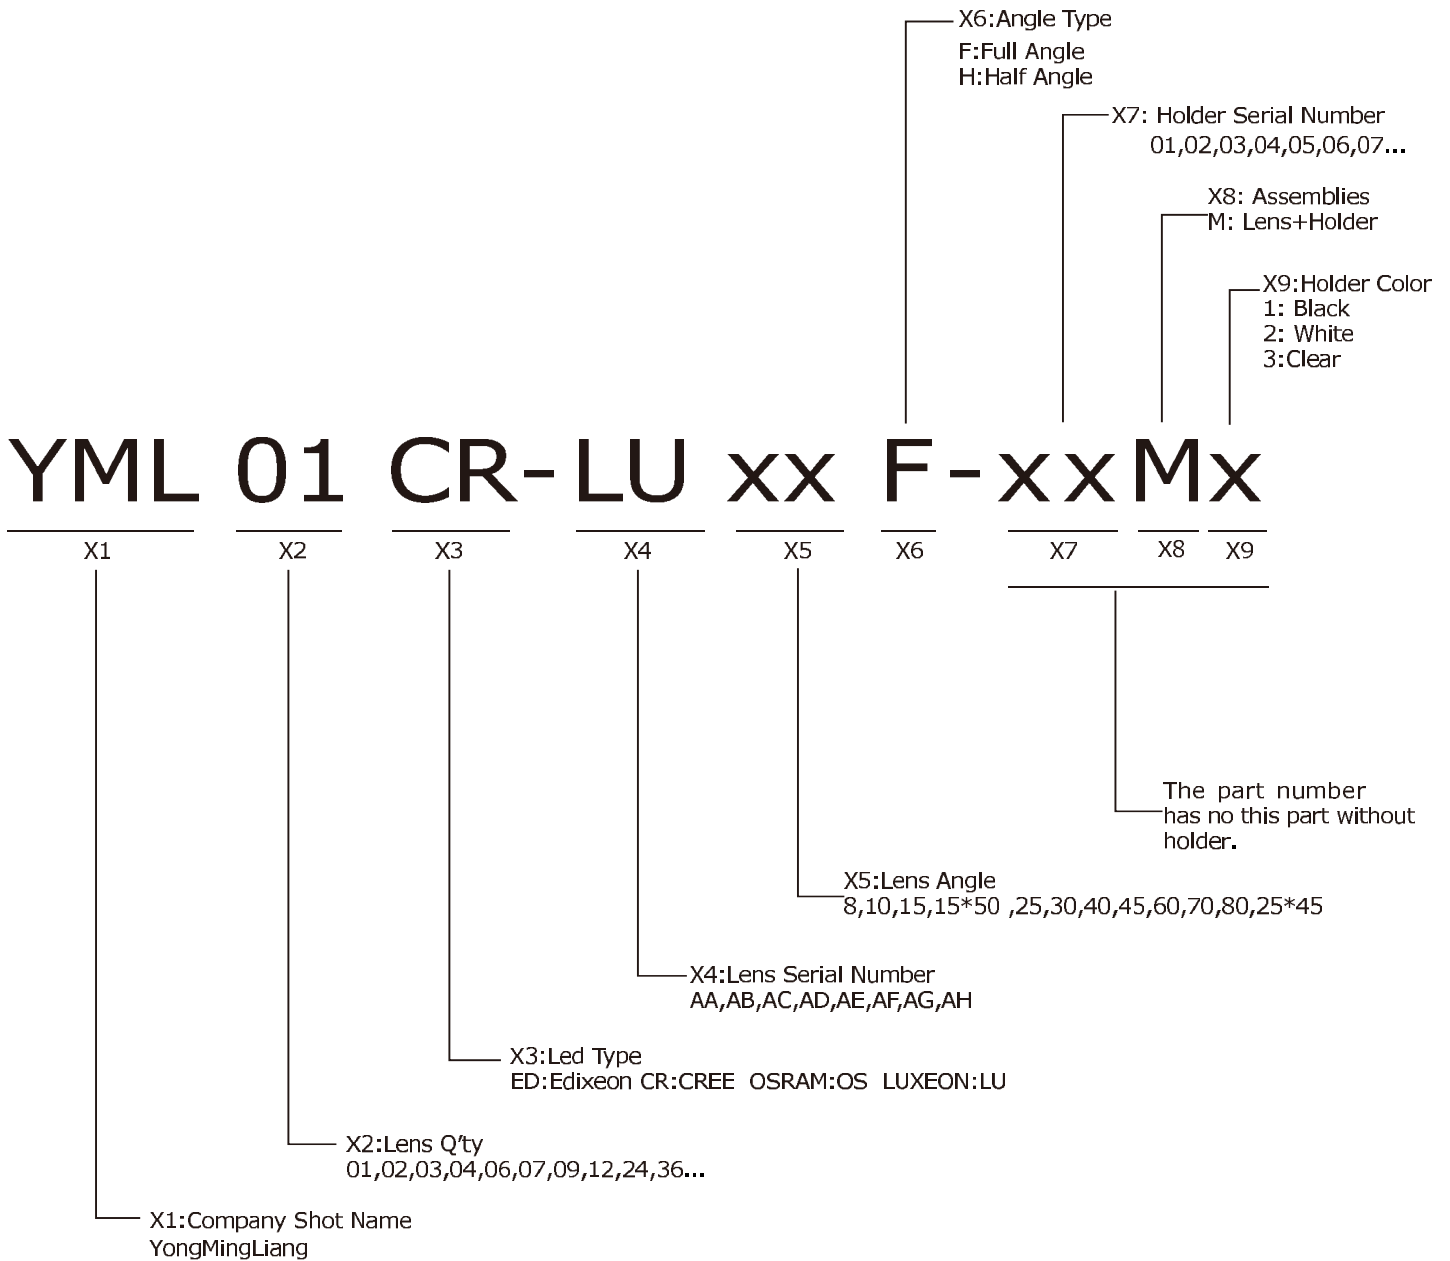 X6:Angle Type
F:Full Angle
H:Half Angle
X7: Holder Serial Number
01,02,03,04,05,06,07...
X8: Assemblies
M: Lens+Holder
X9:Holder Color
1: Black
2: White
3:Clear
YML 01 CR-LU xx F-xxMx
X1 X2 X3 X4 X5 X6 X7 X8 X9
The part number
has no this part without
holder.
X5:Lens Angle
8,10,15,15*50 ,25,30,40,45,60,70,80,25*45
X4:Lens Serial Number
AA,AB,AC,AD,AE,AF,AG,AH
X3:Led Type
ED:Edixeon CR:CREE OSRAM:OS LUXEON:LU
X2:Lens Q'ty
01,02,03,04,06,07,09,12,24,36...
X1:Company Shot Name
YongMingLiang